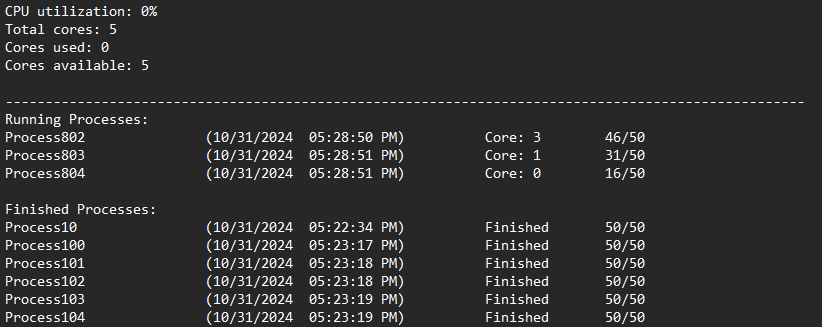 CPU utilization: 0%
Total cores: 5
Cores used: 0
Cores available: 5
----------------------------------------------------------------------------------------------------
Running Processes:
Process802 (10/31/2024 05:28:50 PM) Core: 3 46/50
Process803 (10/31/2024 05:28:51 PM) Core: 1 31/50
Process804 (10/31/2024 05:28:51 PM) Core: 0 16/50
Finished Processes:
Process10 (10/31/2024 05:22:34 PM) Finished 50/50
Process100 (10/31/2024 05:23:17 PM) Finished 50/50
Process101 (10/31/2024 05:23:18 PM) Finished 50/50
Process102 (10/31/2024 05:23:18 PM) Finished 50/50
Process103 (10/31/2024 05:23:19 PM) Finished 50/50
Process104 (10/31/2024 05:23:19 PM) Finished 50/50